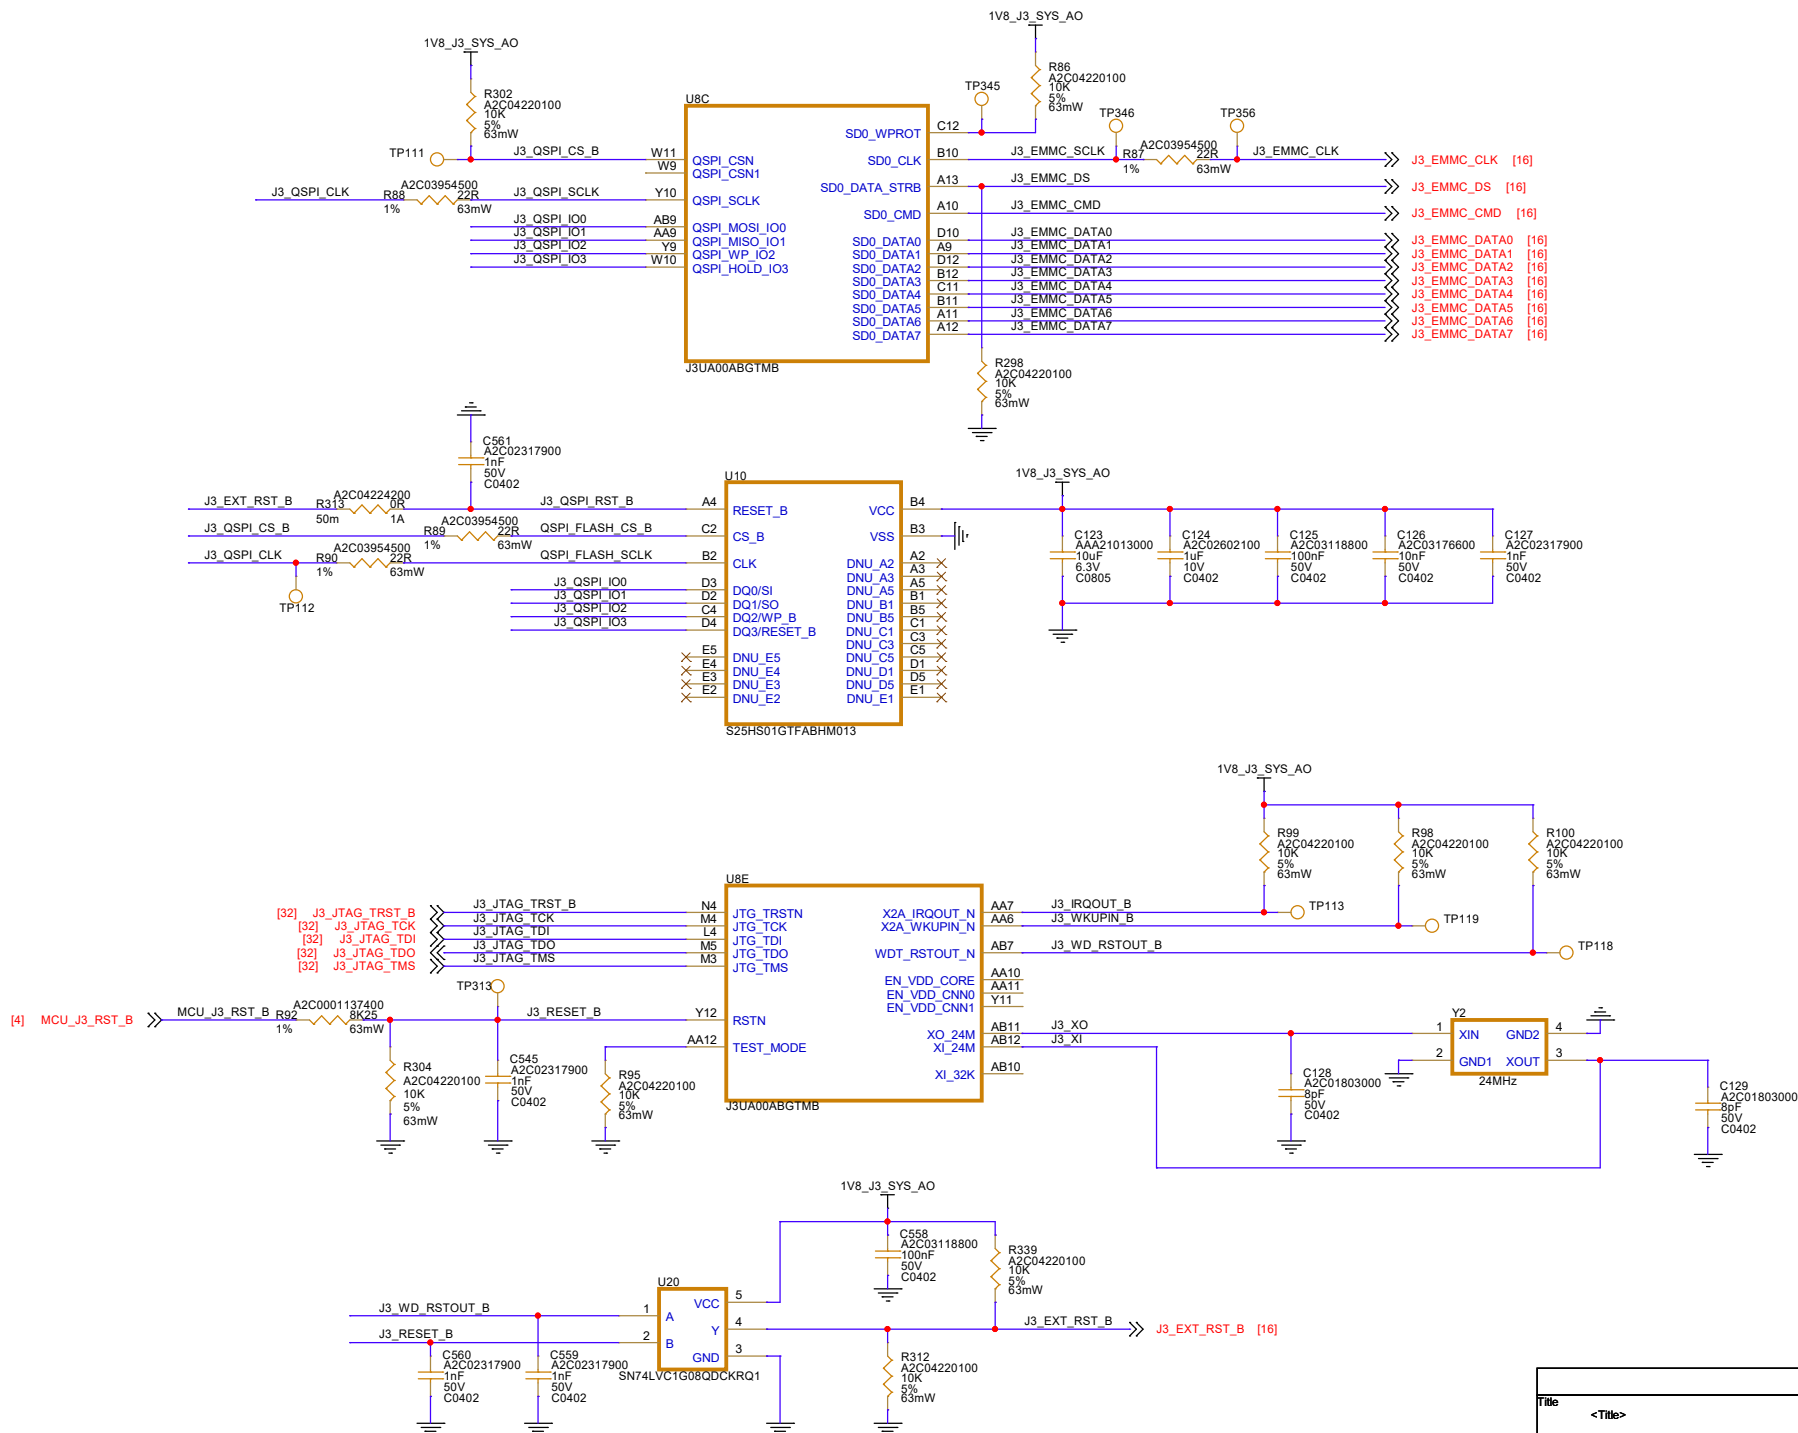 1V8_J3_SYS_AO
R302
A2C04220100
10K
5%
63mW
1V8_J3_SYS_AO
R86
A2C04220100
10K
5%
63mW
TP345
TP346
TP356
TP111
J3_QSPI_CS_B
J3_QSPI_CLK
R88
A2C03954500
22R
1%
63mW
J3_QSPI_SCLK
J3_QSPI_IO0
J3_QSPI_IO1
J3_QSPI_IO2
J3_QSPI_IO3
U8C
W11 QSPI_CSN
W9 QSPI_CSN1
Y10 QSPI_SCLK
AB9 QSPI_MOSI_IO0
AA9 QSPI_MISO_IO1
Y9 QSPI_WP_IO2
W10 QSPI_HOLD_IO3
SD0_WPROT C12
SD0_CLK B10
SD0_DATA_STRB A13
SD0_CMD A10
SD0_DATA0 D10
SD0_DATA1 A9
SD0_DATA2 D12
SD0_DATA3 B12
SD0_DATA4 C11
SD0_DATA5 B11
SD0_DATA6 A11
SD0_DATA7 A12
J3UA00ABGTMB
J3_EMMC_SCLK
R87
A2C03954500
22R
1%
63mW
J3_EMMC_CLK
J3_EMMC_CLK [16]
J3_EMMC_DS
J3_EMMC_DS [16]
J3_EMMC_CMD
J3_EMMC_CMD [16]
J3_EMMC_DATA0
J3_EMMC_DATA0 [16]
J3_EMMC_DATA1
J3_EMMC_DATA1 [16]
J3_EMMC_DATA2
J3_EMMC_DATA2 [16]
J3_EMMC_DATA3
J3_EMMC_DATA3 [16]
J3_EMMC_DATA4
J3_EMMC_DATA4 [16]
J3_EMMC_DATA5
J3_EMMC_DATA5 [16]
J3_EMMC_DATA6
J3_EMMC_DATA6 [16]
J3_EMMC_DATA7
J3_EMMC_DATA7 [16]
R298
A2C04220100
10K
5%
63mW
C561
A2C02317900
1nF
50V
C0402
J3_EXT_RST_B
R313
A2C04224200
0R
50m
1A
J3_QSPI_RST_B
J3_QSPI_CS_B
R89
A2C03954500
22R
1%
63mW
QSPI_FLASH_CS_B
J3_QSPI_CLK
R90
A2C03954500
22R
1%
63mW
QSPI_FLASH_SCLK
TP112
J3_QSPI_IO0
J3_QSPI_IO1
J3_QSPI_IO2
J3_QSPI_IO3
U10
A4 RESET_B
C2 CS_B
B2 CLK
D3 DQ0/SI
D2 DQ1/SO
C4 DQ2/WP_B
D4 DQ3/RESET_B
E5 DNU_E5
E4 DNU_E4
E3 DNU_E3
E2 DNU_E2
VCC B4
VSS B3
DNU_A2 A2
DNU_A3 A3
DNU_A5 A5
DNU_B1 B1
DNU_B5 B5
DNU_C1 C1
DNU_C3 C3
DNU_C5 C5
DNU_D1 D1
DNU_D5 D5
DNU_E1 E1
S25HS01GTFABHM013
1V8_J3_SYS_AO
C123
AAA21013000
10uF
6.3V
C0805
C124
A2C02602100
1uF
10V
C0402
C125
A2C03118800
100nF
50V
C0402
C126
A2C03176600
10nF
50V
C0402
C127
A2C02317900
1nF
50V
C0402
1V8_J3_SYS_AO
R99
A2C04220100
10K
5%
63mW
R98
A2C04220100
10K
5%
63mW
R100
A2C04220100
10K
5%
63mW
[32] J3_JTAG_TRST_B
[32] J3_JTAG_TCK
[32] J3_JTAG_TDI
[32] J3_JTAG_TDO
[32] J3_JTAG_TMS
J3_JTAG_TRST_B
J3_JTAG_TCK
J3_JTAG_TDI
J3_JTAG_TDO
J3_JTAG_TMS
U8E
N4 JTG_TRSTN
M4 JTG_TCK
L4 JTG_TDI
M5 JTG_TDO
M3 JTG_TMS
Y12 RSTN
AA12 TEST_MODE
X2A_IRQOUT_N AA7
X2A_WKUPIN_N AA6
WDT_RSTOUT_N AB7
EN_VDD_CORE AA10
EN_VDD_CNN0 AA11
EN_VDD_CNN1 Y11
XO_24M AB11
XI_24M AB12
XI_32K AB10
J3UA00ABGTMB
J3_IRQOUT_B
TP113
J3_WKUPIN_B
TP119
J3_WD_RSTOUT_B
TP118
J3_XO
J3_XI
[4] MCU_J3_RST_B
MCU_J3_RST_B
R92
A2C0001137400
8K25
1%
63mW
TP313
J3_RESET_B
R304
A2C04220100
10K
5%
63mW
C545
A2C02317900
1nF
50V
C0402
R95
A2C04220100
10K
5%
63mW
C128
A2C01803000
8pF
50V
C0402
Y2
1 XIN
2 GND1
GND2 4
XOUT 3
24MHz
C129
A2C01803000
8pF
50V
C0402
1V8_J3_SYS_AO
C558
A2C03118800
100nF
50V
C0402
R339
A2C04220100
10K
5%
63mW
J3_WD_RSTOUT_B
J3_RESET_B
C560
A2C02317900
1nF
50V
C0402
C559
A2C02317900
1nF
50V
C0402
U20
1 A
2 B
VCC 5
Y 4
GND 3
SN74LVC1G08QDCKRQ1
R312
A2C04220100
10K
5%
63mW
J3_EXT_RST_B
J3_EXT_RST_B [16]
Title
<Title>